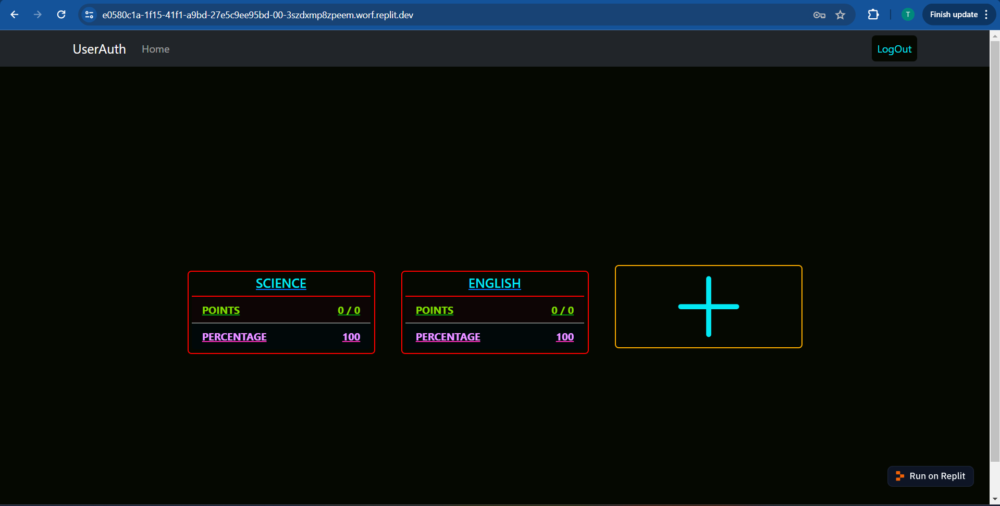 e0580c1a-1f15-41f1-a9bd-27e5c9ee95bd-00-3szdxmp8zpeem.worf.replit.dev
T
Finish update
UserAuth Home LogOut
SCIENCE
POINTS 0 / 0
PERCENTAGE 100
ENGLISH
POINTS 0 / 0
PERCENTAGE 100
Run on Replit